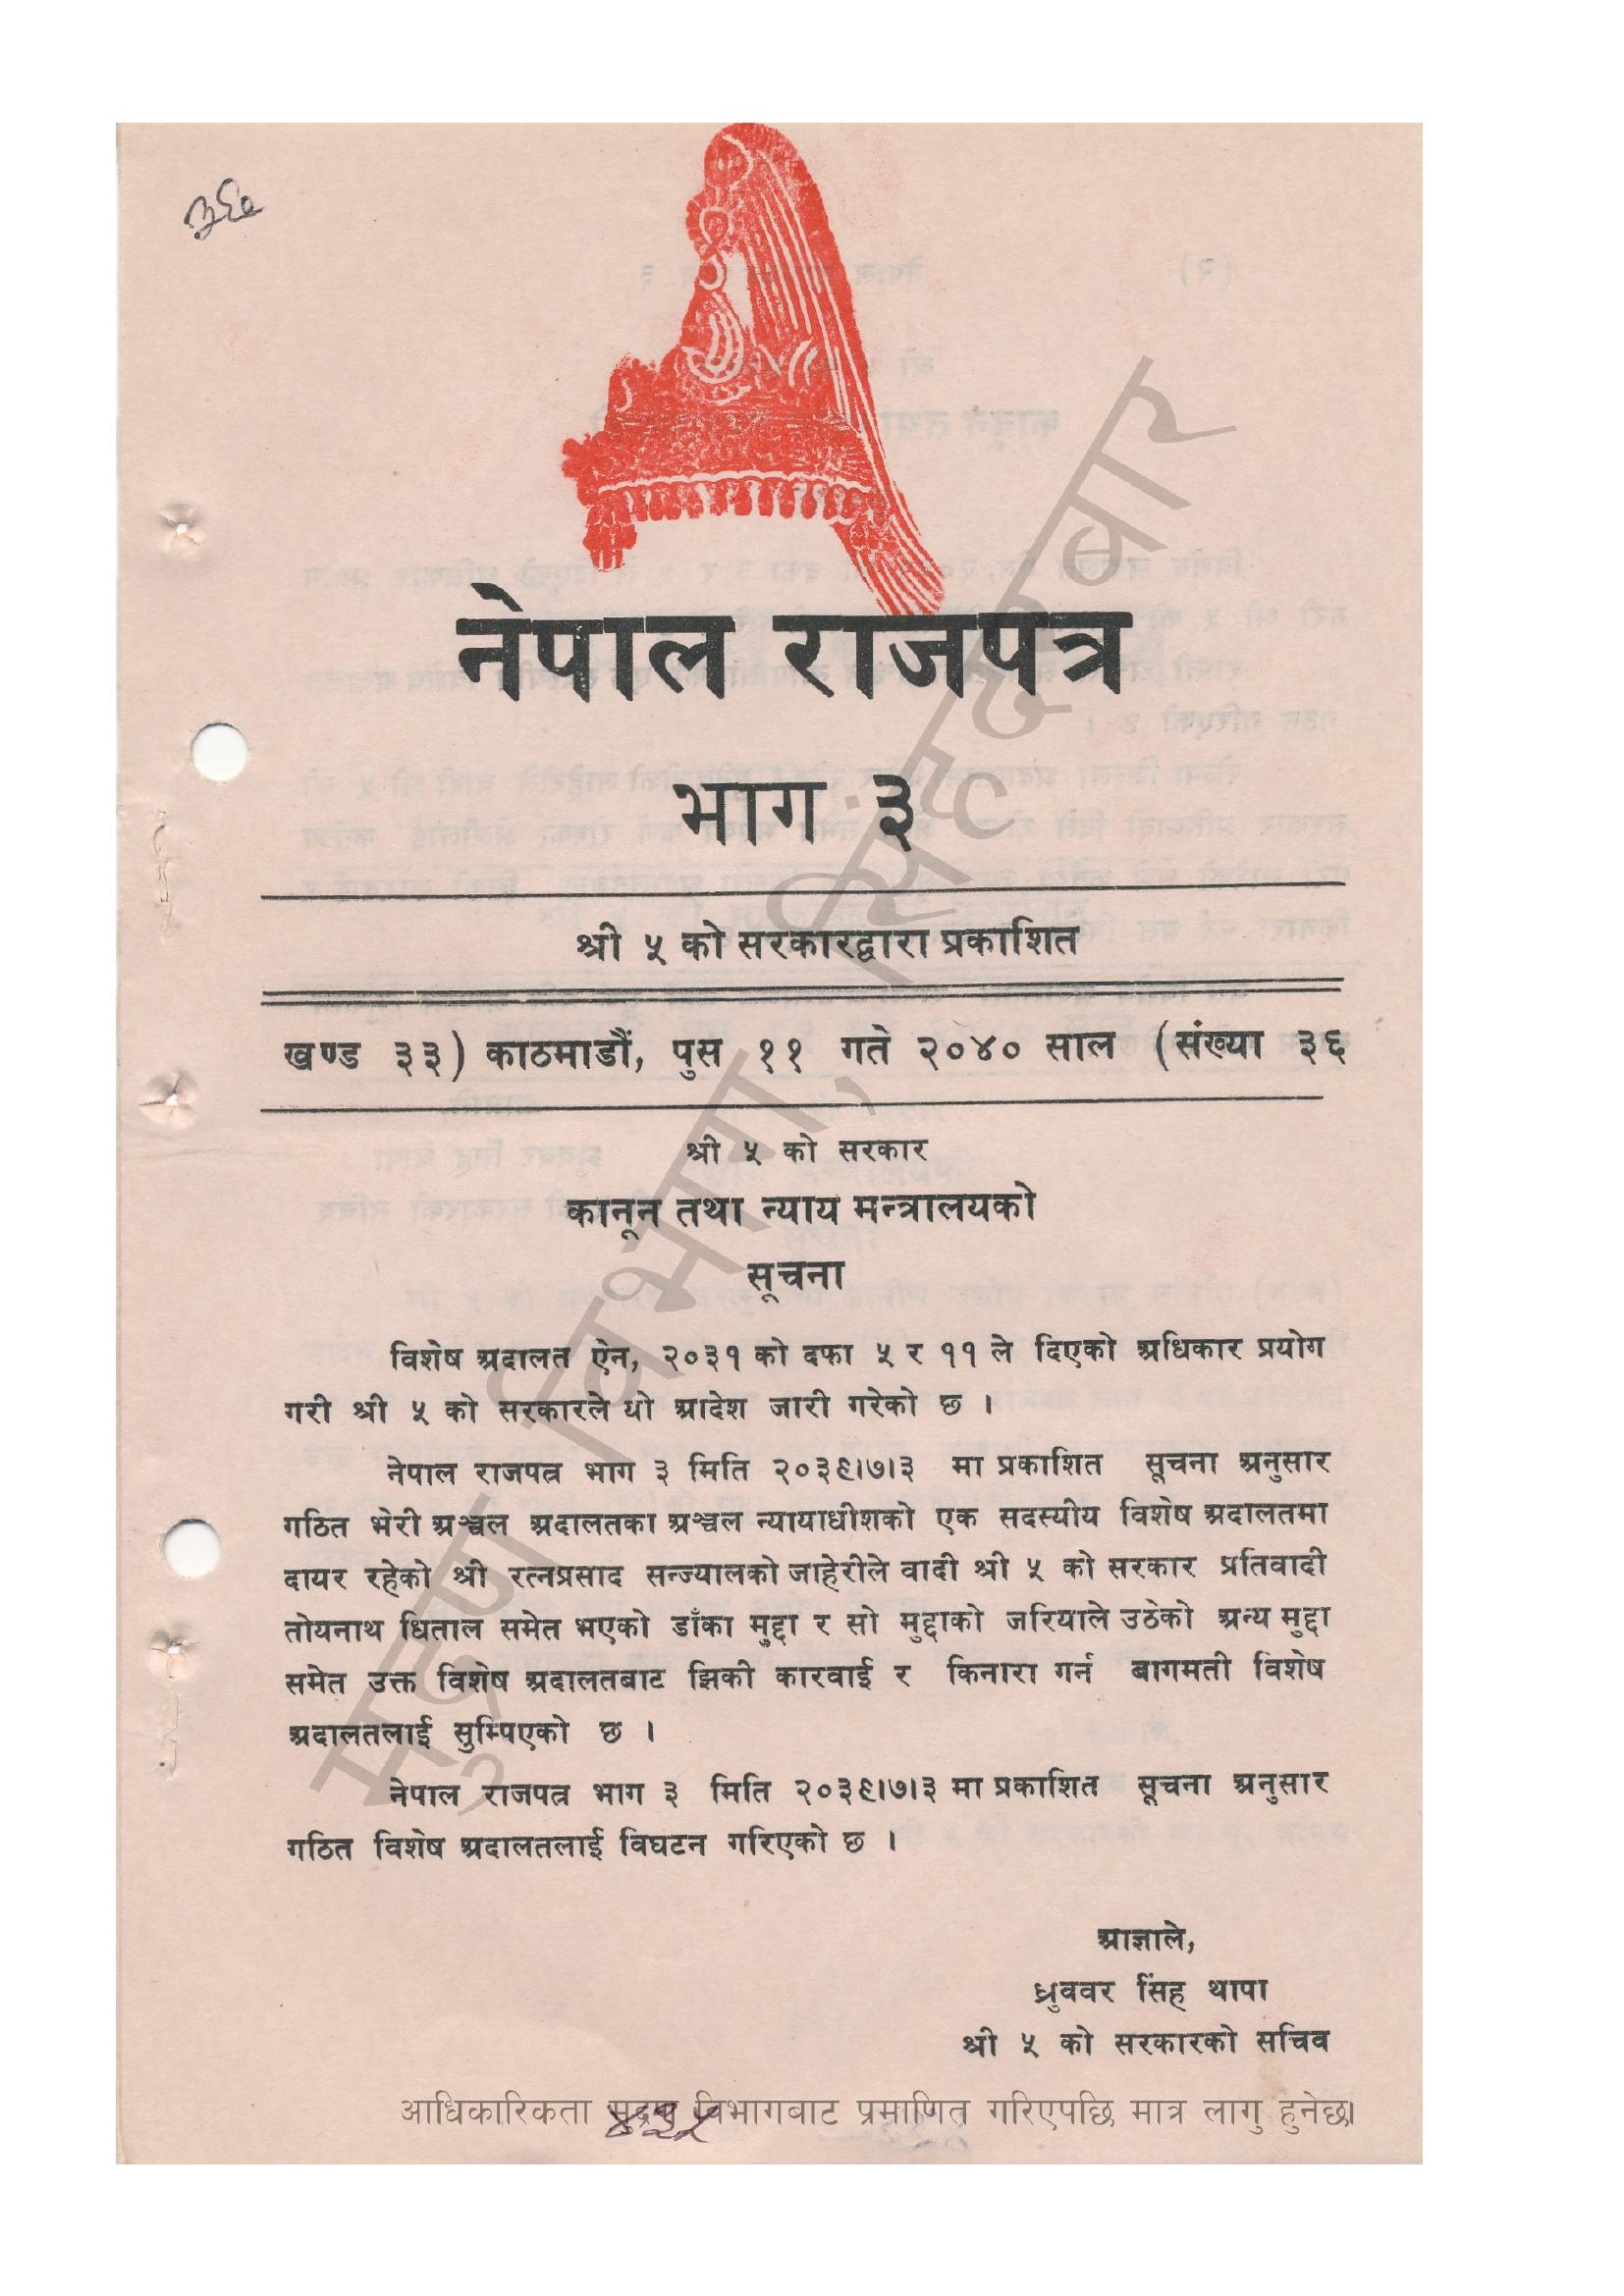 ३६
नेपाल राजपत्र
भाग ३
श्री ५ को सरकारद्वारा प्रकाशित
खण्ड ३३) काठमाडौं, पुस ११ गते २०४० साल (संख्या ३६
श्री ५ को सरकार
कानून तथा न्याय मन्त्रालयको
सूचना
विशेष अदालत ऐन, २०३१ को दफा ५ र ११ ले दिएको अधिकार प्रयोग
गरी श्री ५ को सरकारले यो आदेश जारी गरेको छ ।
नेपाल राजपत्र भाग ३ मिति २०३९।७।३ मा प्रकाशित सूचना अनुसार
गठित भेरी अञ्चल अदालतका अञ्चल न्यायाधीशको एक सदस्यीय विशेष अदालतमा
दायर रहेको श्री रत्नप्रसाद सन्ज्यालको जाहेरीले वादी श्री ५ को सरकार प्रतिवादी
तोयनाथ धिताल समेत भएको डाँका मुद्दा र सो मुद्दाको जरियाले उठेको अन्य मुद्दा
समेत उक्त विशेष अदालतबाट झिकी कारवाई र किनारा गर्न बागमती विशेष
अदालतलाई सुम्पिएको छ ।
नेपाल राजपत्र भाग ३ मिति २०३९।७।३ मा प्रकाशित सूचना अनुसार
गठित विशेष अदालतलाई विघटन गरिएको छ ।
आज्ञाले,
ध्रुववर सिंह थापा
श्री ५ को सरकारको सचिव
आधिकारिकता मुद्रण विभागबाट प्रमाणित गरिएपछि मात्र लागु हुनेछ।
मुद्रण विभाग, सिंहदरवार